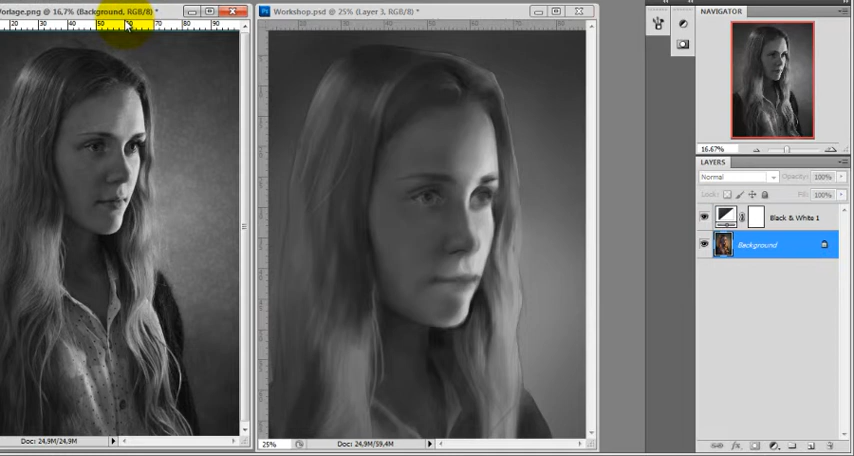 Vorlage.png @ 16,7% (Background, RGB/8) *
Workshop.psd @ 25% (Layer 3, RGB/8) *
20 30 40 50 60 70 80 90
NAVIGATOR
16.67%
LAYERS
Normal Opacity: 100%
Lock: Fill: 100%
Black & White 1
Background
Doc: 24,9M/24,9M
25% Doc: 24,9M/59,4M